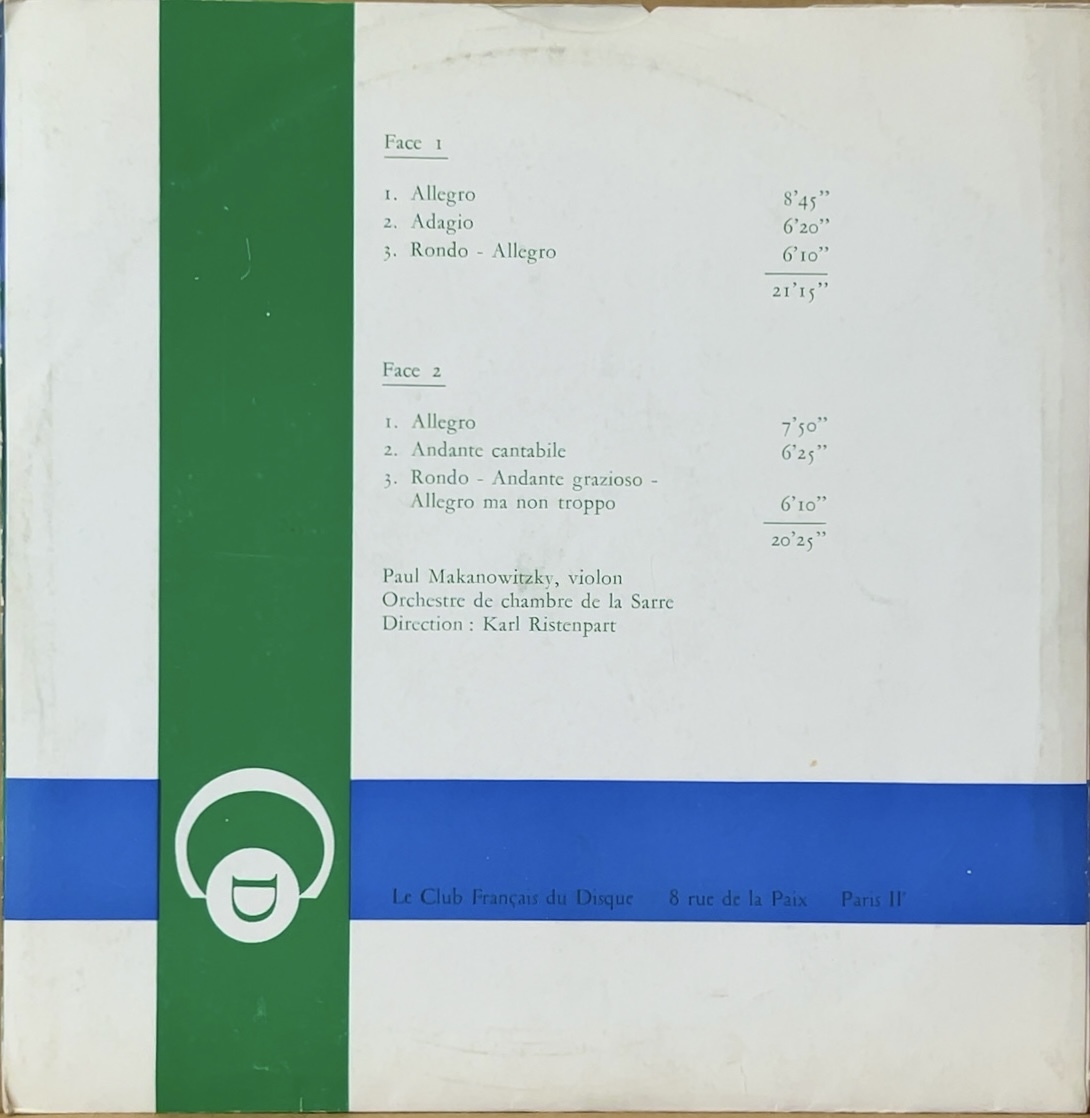 Face 1
1. Allegro 8'45"
2. Adagio 6'20"
3. Rondo - Allegro 6'10"
21'15"
Face 2
1. Allegro 7'50"
2. Andante cantabile 6'25"
3. Rondo - Andante grazioso -
Allegro ma non troppo 6'10"
20'25"
Paul Makanowitzky, violon
Orchestre de chambre de la Sarre
Direction : Karl Ristenpart
D
Le Club Français du Disque 8 rue de la Paix Paris IIe